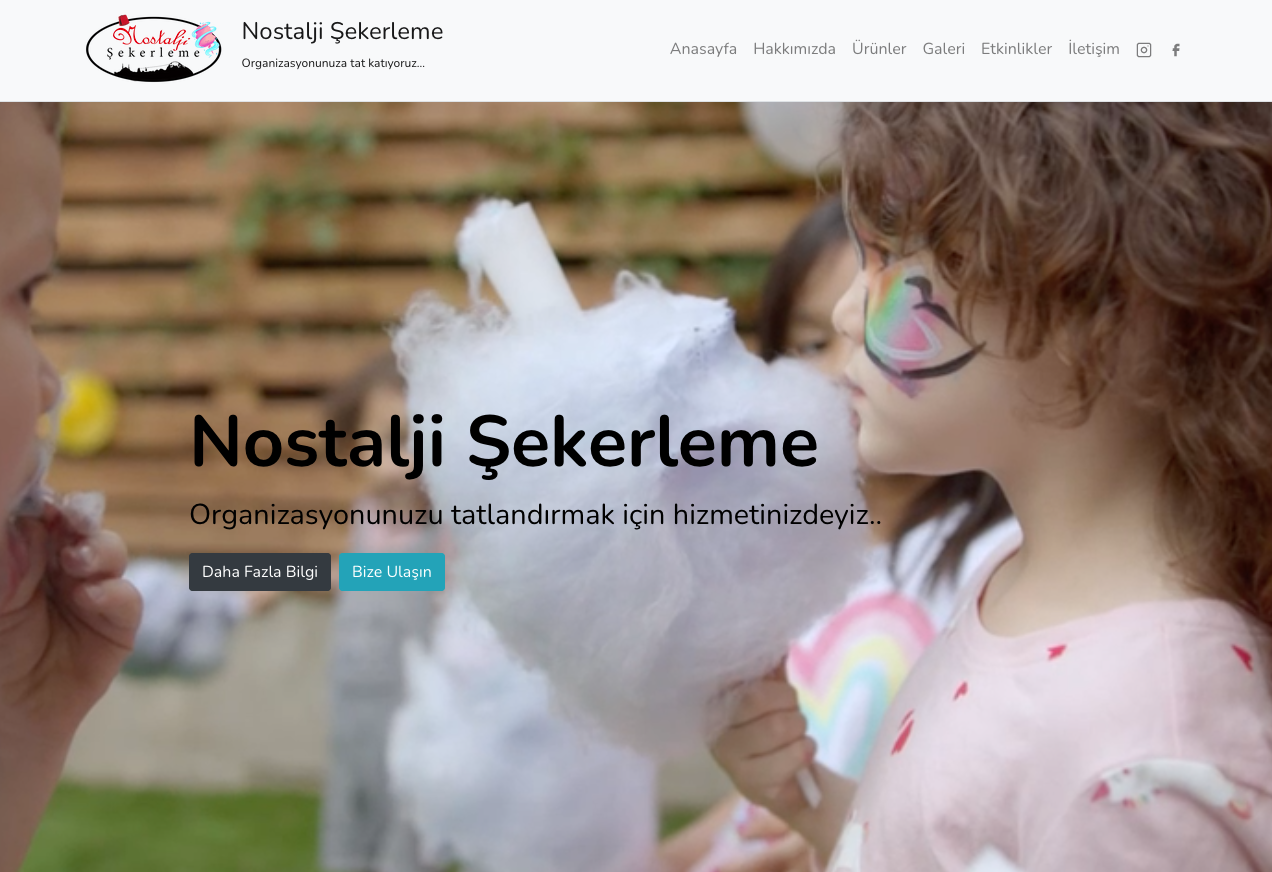 Nostalji
Şekerleme
Nostalji Şekerleme
Organizasyonunuza tat katıyoruz...
Anasayfa Hakkımızda Ürünler Galeri Etkinlikler İletişim
Nostalji Şekerleme
Organizasyonunuzu tatlandırmak için hizmetinizdeyiz..
Daha Fazla Bilgi Bize Ulaşın